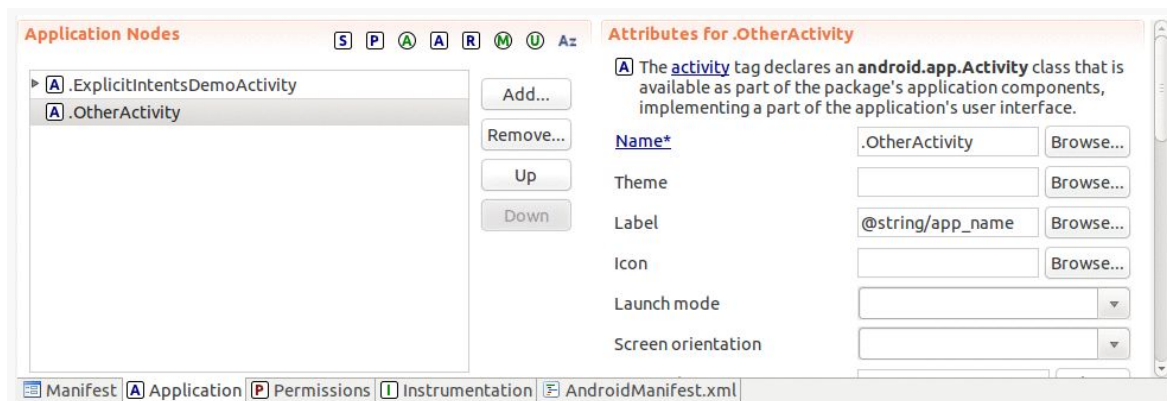 Application Nodes
S P A A R M U Az
A .ExplicitIntentsDemoActivity
A .OtherActivity
Add...
Remove...
Up
Down
Attributes for .OtherActivity
A The activity tag declares an android.app.Activity class that is
available as part of the package's application components,
implementing a part of the application's user interface.
Name* .OtherActivity Browse...
Theme Browse...
Label @string/app_name Browse...
Icon Browse...
Launch mode
Screen orientation
Manifest A Application P Permissions I Instrumentation F AndroidManifest.xml